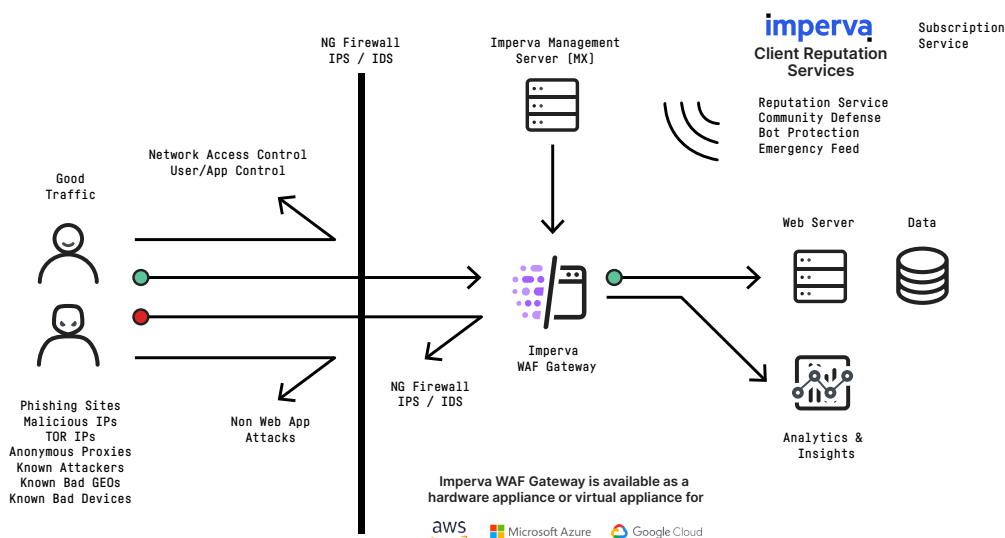 imperva
Subscription
Service
Client Reputation
Services
NG Firewall
IPS / IDS
Imperva Management
Server (MX)
Reputation Service
Community Defense
Bot Protection
Emergency Feed
Network Access Control
User/App Control
Good
Traffic
Web Server
Data
Imperva
WAF Gateway
NG Firewall
IPS / IDS
Phishing Sites
Malicious IPs
TOR IPs
Anonymous Proxies
Known Attackers
Known Bad GEOs
Known Bad Devices
Non Web App
Attacks
Analytics &
Insights
Imperva WAF Gateway is available as a
hardware appliance or virtual appliance for
aws
Microsoft Azure
Google Cloud